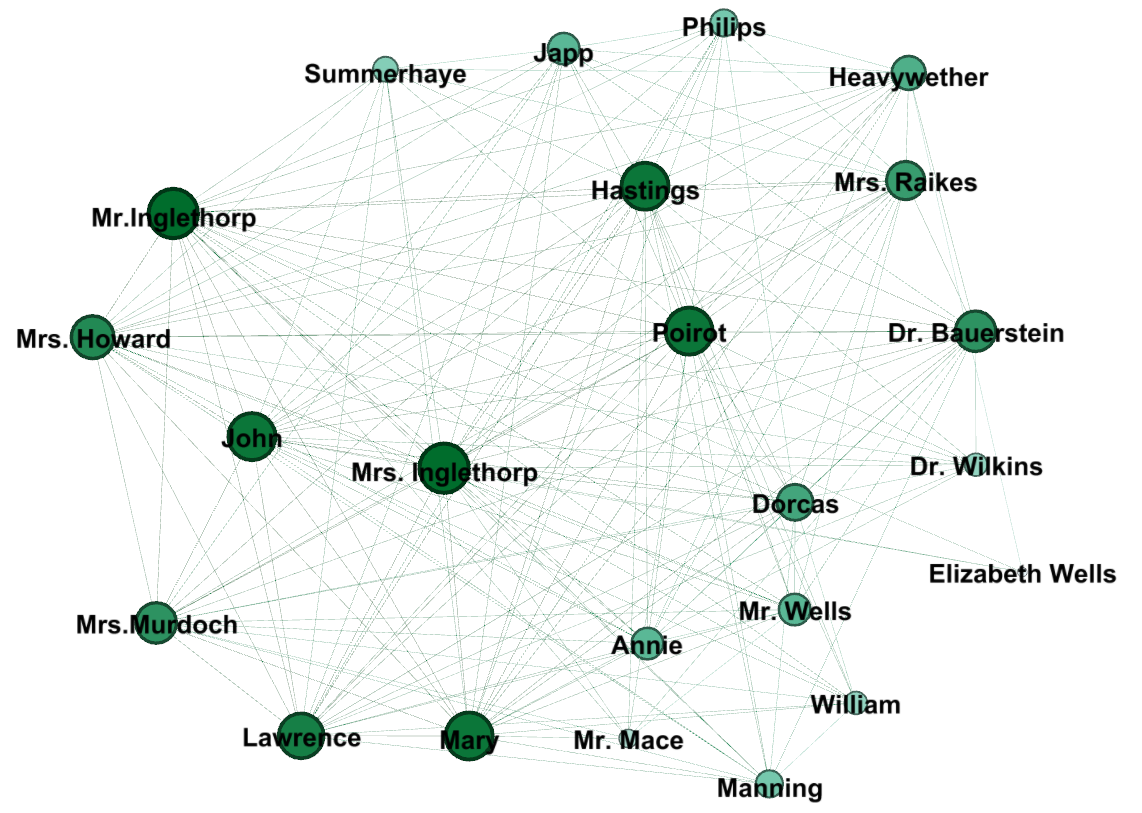 Philips
Japp
Summerhaye
Heavywether
Hastings
Mrs. Raikes
Mr.Inglethorp
Mrs. Howard
Poirot
Dr. Bauerstein
John
Mrs. Inglethorp
Dr. Wilkins
Dorcas
Elizabeth Wells
Mrs.Murdoch
Mr. Wells
Annie
William
Lawrence
Mary
Mr. Mace
Manning